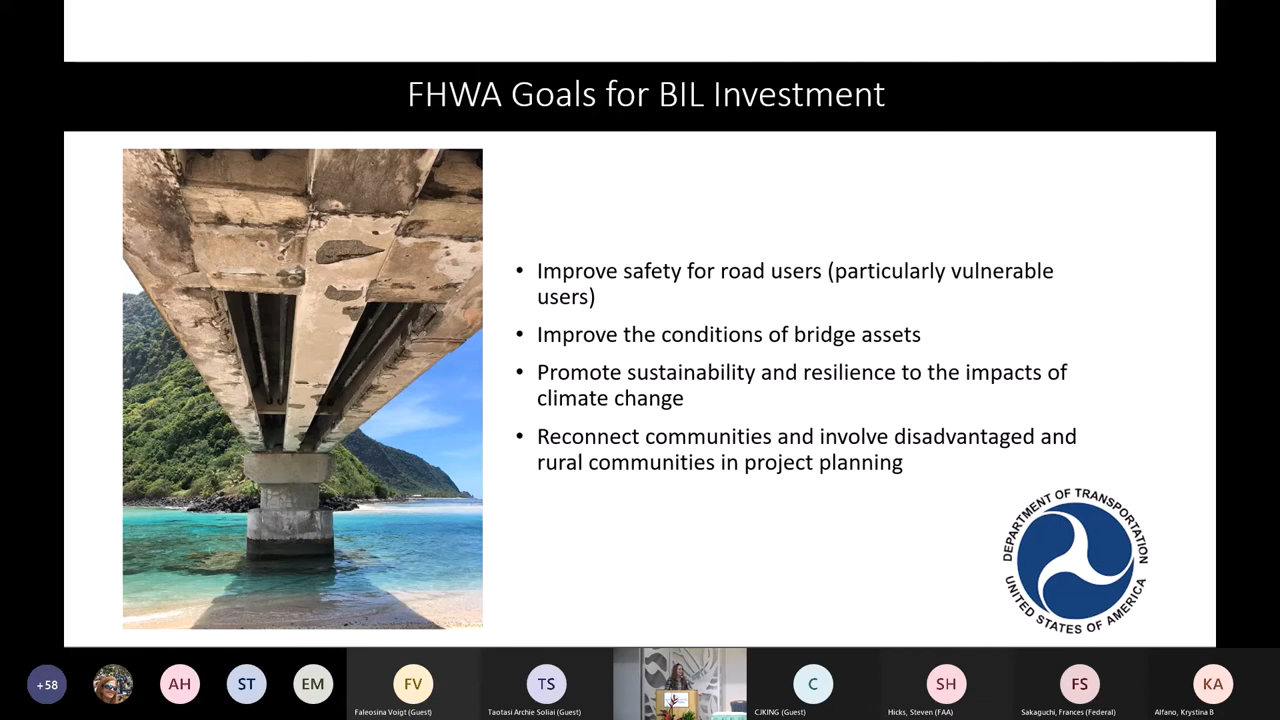 FHWA Goals for BIL Investment
• Improve safety for road users (particularly vulnerable
users)
• Improve the conditions of bridge assets
• Promote sustainability and resilience to the impacts of
climate change
• Reconnect communities and involve disadvantaged and
rural communities in project planning
DEPARTMENT OF TRANSPORTATION
UNITED STATES OF AMERICA
+58
AH
ST
EM
FV
TS
C
SH
FS
KA
Faleosina Voigt (Guest)
Taotasi Archie Soliai (Guest)
CJKING (Guest)
Hicks, Steven (FAA)
Sakaguchi, Frances (Federal)
Alfano, Krystina B